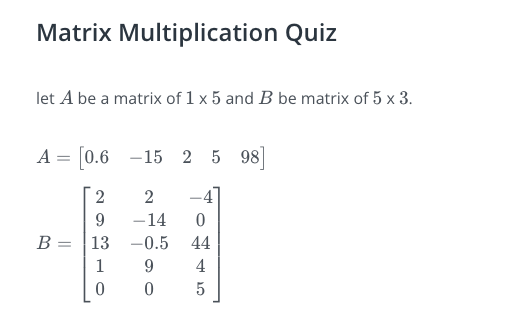 Matrix Multiplication Quiz
let A be a matrix of 1 x 5 and B be matrix of 5 x 3.
A = [0.6 −15 2 5 98]
B = [2 2 −4
9 −14 0
13 −0.5 44
1 9 4
0 0 5]